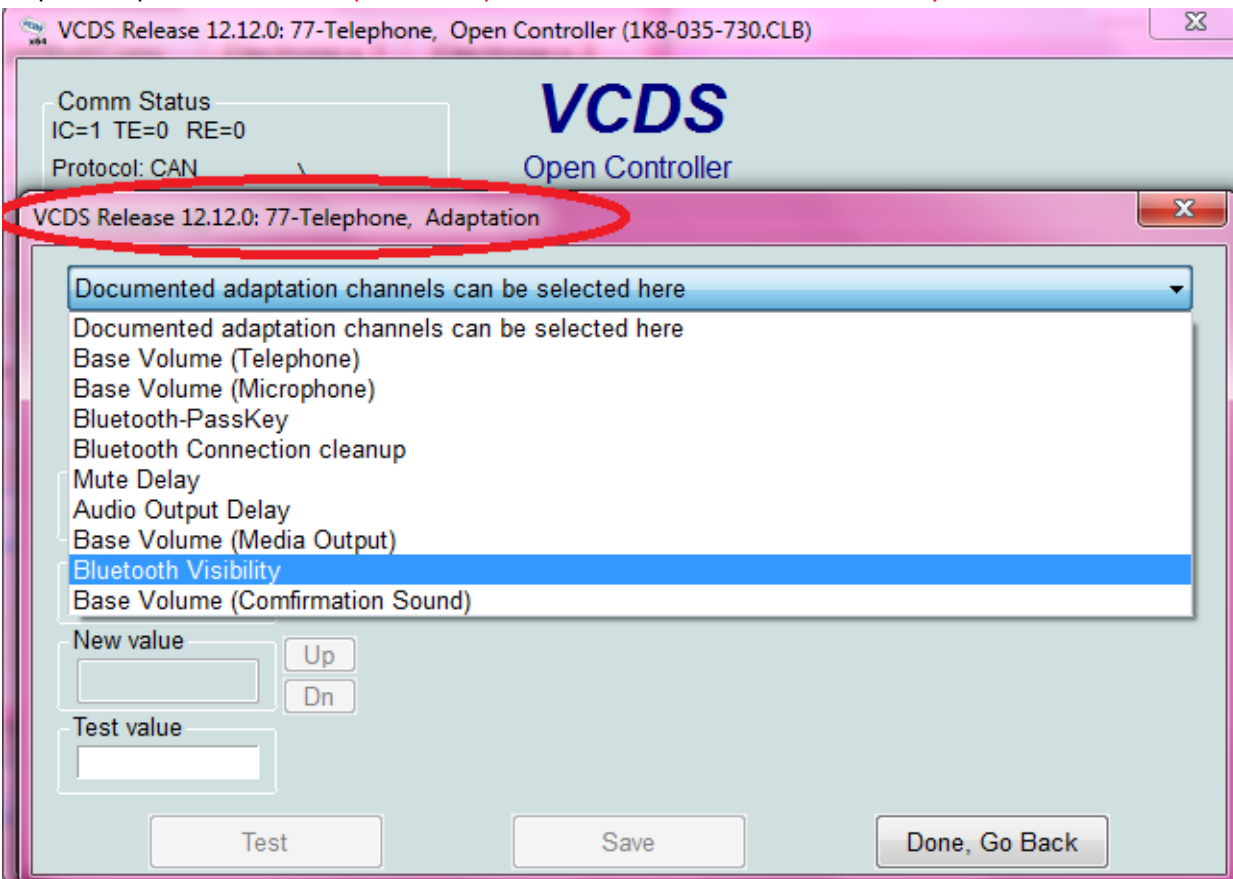 VCDS Release 12.12.0: 77-Telephone, Open Controller (1K8-035-730.CLB)
Comm Status
IC=1 TE=0 RE=0
Protocol: CAN \
VCDS
Open Controller
VCDS Release 12.12.0: 77-Telephone, Adaptation
Documented adaptation channels can be selected here
Documented adaptation channels can be selected here
Base Volume (Telephone)
Base Volume (Microphone)
Bluetooth-PassKey
Bluetooth Connection cleanup
Mute Delay
Audio Output Delay
Base Volume (Media Output)
Bluetooth Visibility
Base Volume (Comfirmation Sound)
New value
Up
Dn
Test value
Test
Save
Done, Go Back